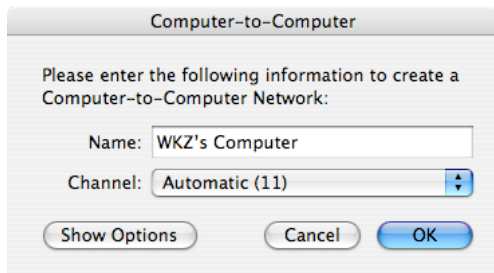 Computer-to-Computer
Please enter the following information to create a
Computer-to-Computer Network:
Name: WKZ's Computer
Channel: Automatic (11)
Show Options Cancel OK